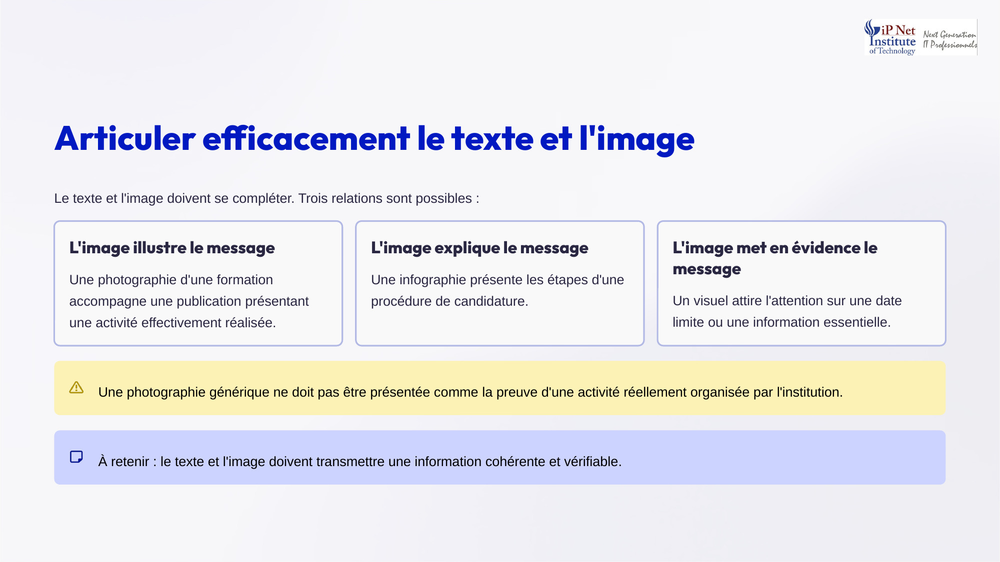 iP Net
Institute
of Technology
Next Generation
IT Professionnels
Articuler efficacement le texte et l'image
Le texte et l'image doivent se compléter. Trois relations sont possibles :
L'image illustre le message
Une photographie d'une formation
accompagne une publication présentant
une activité effectivement réalisée.
L'image explique le message
Une infographie présente les étapes d'une
procédure de candidature.
L'image met en évidence le
message
Un visuel attire l'attention sur une date
limite ou une information essentielle.
Une photographie générique ne doit pas être présentée comme la preuve d'une activité réellement organisée par l'institution.
À retenir : le texte et l'image doivent transmettre une information cohérente et vérifiable.